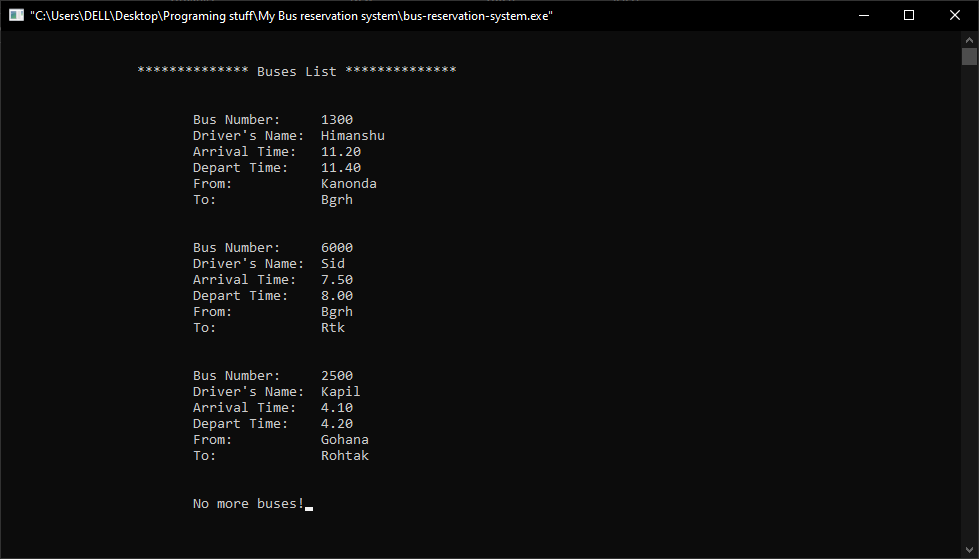 "C:\Users\DELL\Desktop\Programing stuff\My Bus reservation system\bus-reservation-system.exe"
************** Buses List **************
Bus Number: 1300
Driver's Name: Himanshu
Arrival Time: 11.20
Depart Time: 11.40
From: Kanonda
To: Bgrh
Bus Number: 6000
Driver's Name: Sid
Arrival Time: 7.50
Depart Time: 8.00
From: Bgrh
To: Rtk
Bus Number: 2500
Driver's Name: Kapil
Arrival Time: 4.10
Depart Time: 4.20
From: Gohana
To: Rohtak
No more buses!